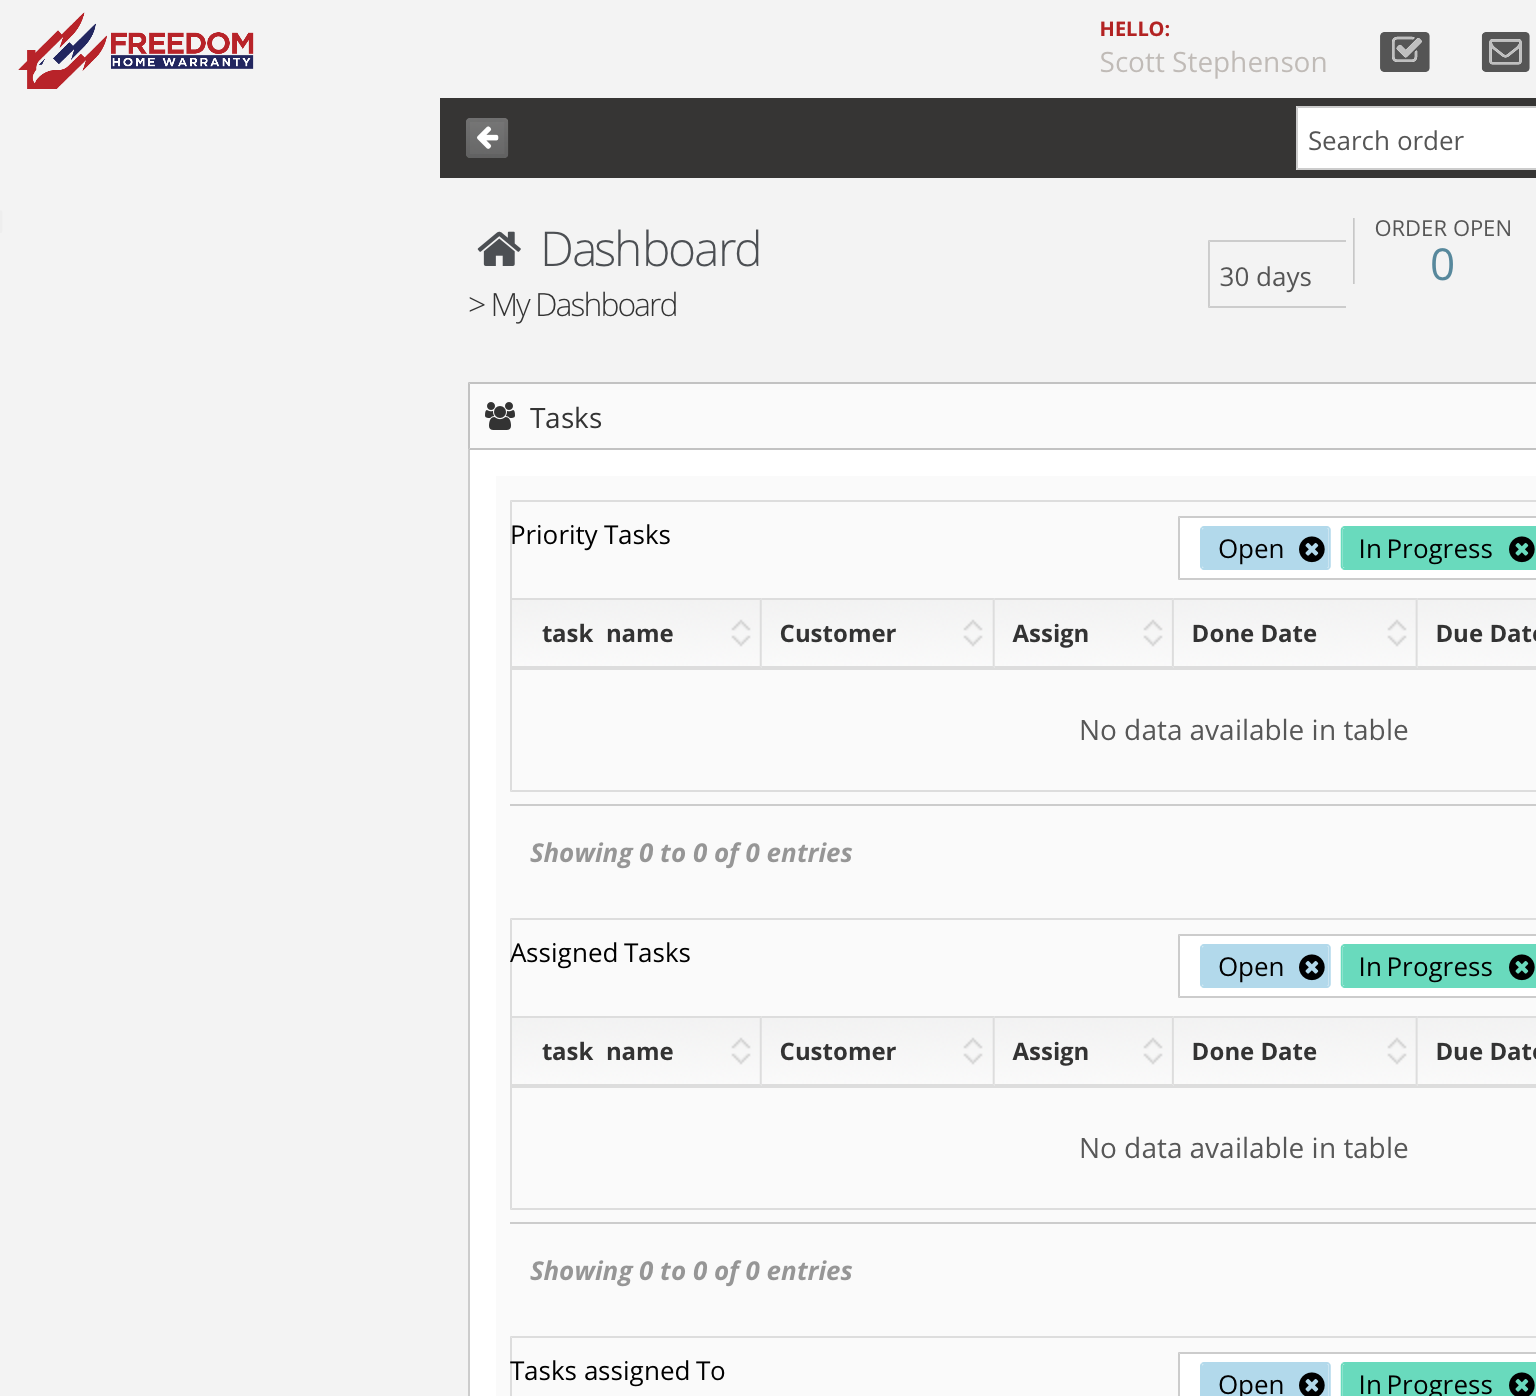 FREEDOM
HOME WARRANTY
HELLO:
Scott Stephenson
Search order
Dashboard
> My Dashboard
30 days
ORDER OPEN
0
Tasks
Priority Tasks
Open In Progress
task name Customer Assign Done Date Due Date
No data available in table
Showing 0 to 0 of 0 entries
Assigned Tasks
Open In Progress
task name Customer Assign Done Date Due Date
No data available in table
Showing 0 to 0 of 0 entries
Tasks assigned To
Open In Progress